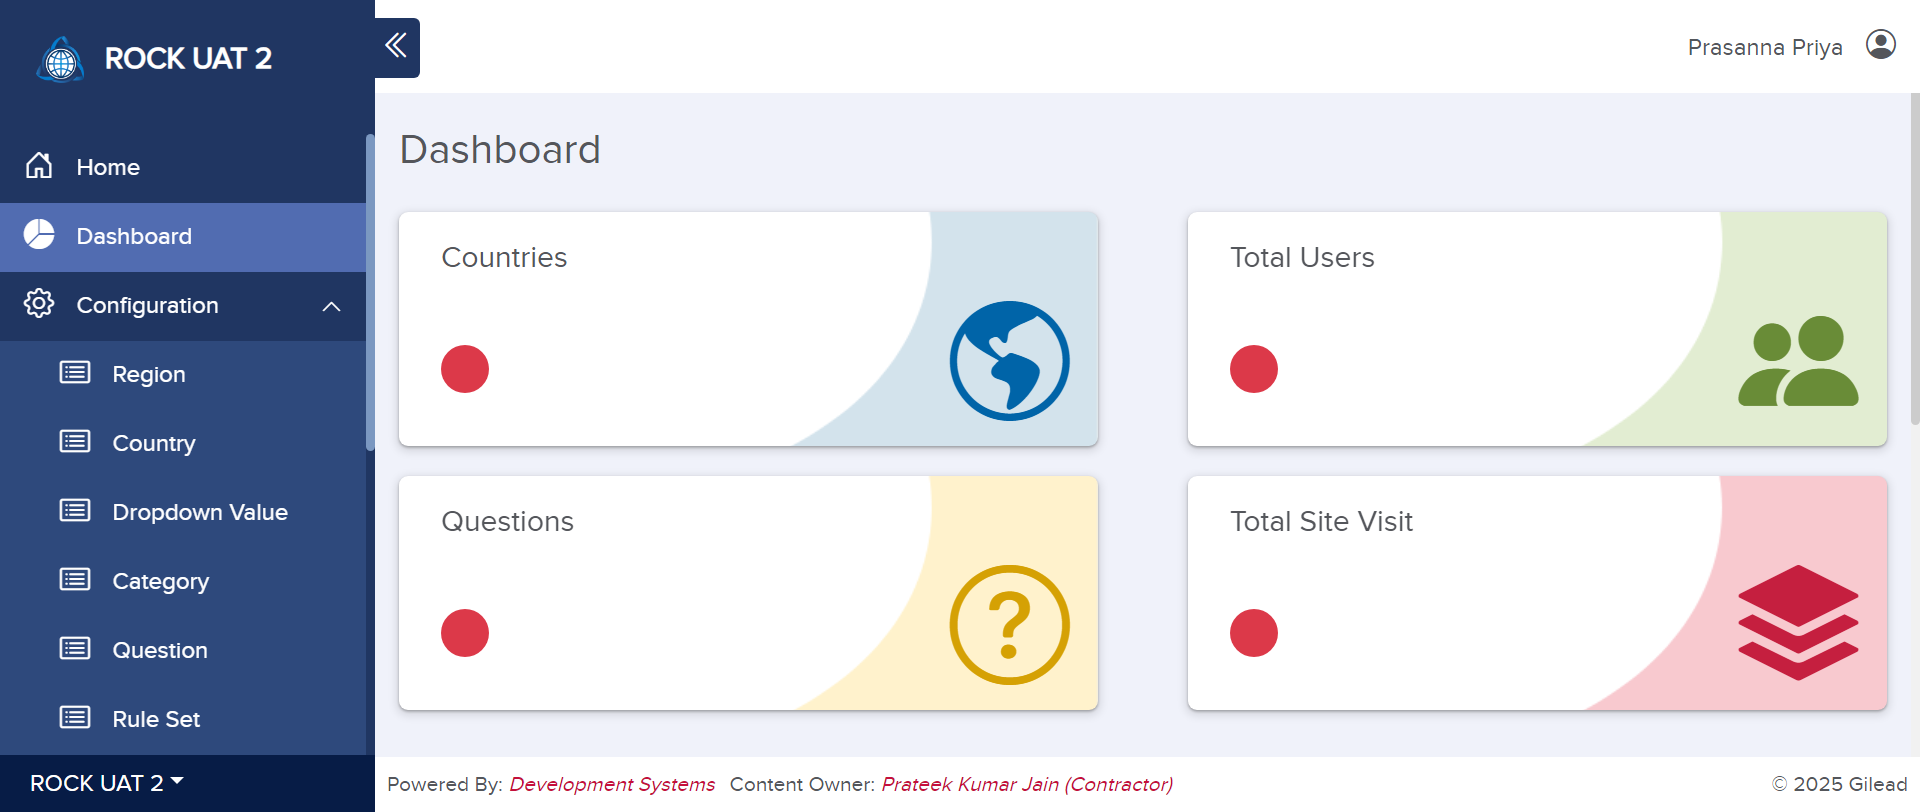 ROCK UAT 2
Prasanna Priya
Home
Dashboard
Configuration
Region
Country
Dropdown Value
Category
Question
Rule Set
ROCK UAT 2
Dashboard
Countries
Total Users
Questions
?
Total Site Visit
Powered By: Development Systems Content Owner: Prateek Kumar Jain (Contractor)
© 2025 Gilead